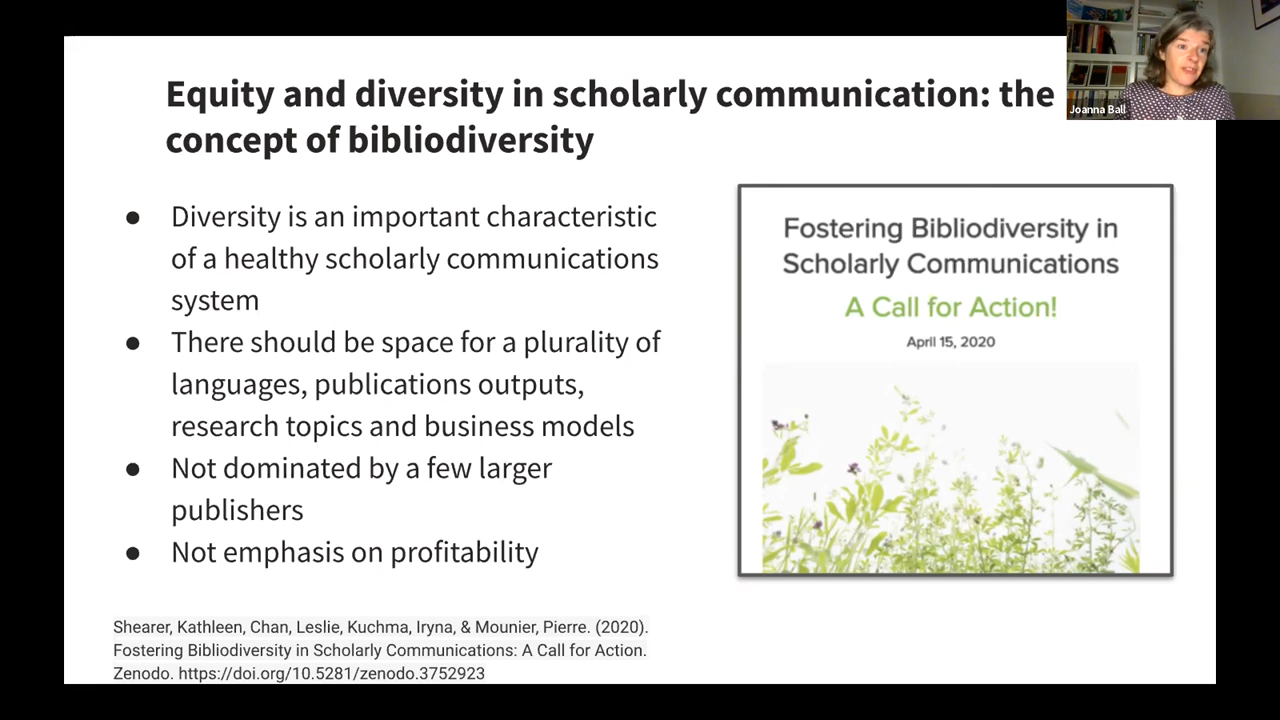 Equity and diversity in scholarly communication: the
concept of bibliodiversity
Joanna Ball
● Diversity is an important characteristic
of a healthy scholarly communications
system
● There should be space for a plurality of
languages, publications outputs,
research topics and business models
● Not dominated by a few larger
publishers
● Not emphasis on profitability
Fostering Bibliodiversity in
Scholarly Communications
A Call for Action!
April 15, 2020
Shearer, Kathleen, Chan, Leslie, Kuchma, Iryna, & Mounier, Pierre. (2020).
Fostering Bibliodiversity in Scholarly Communications: A Call for Action.
Zenodo. https://doi.org/10.5281/zenodo.3752923